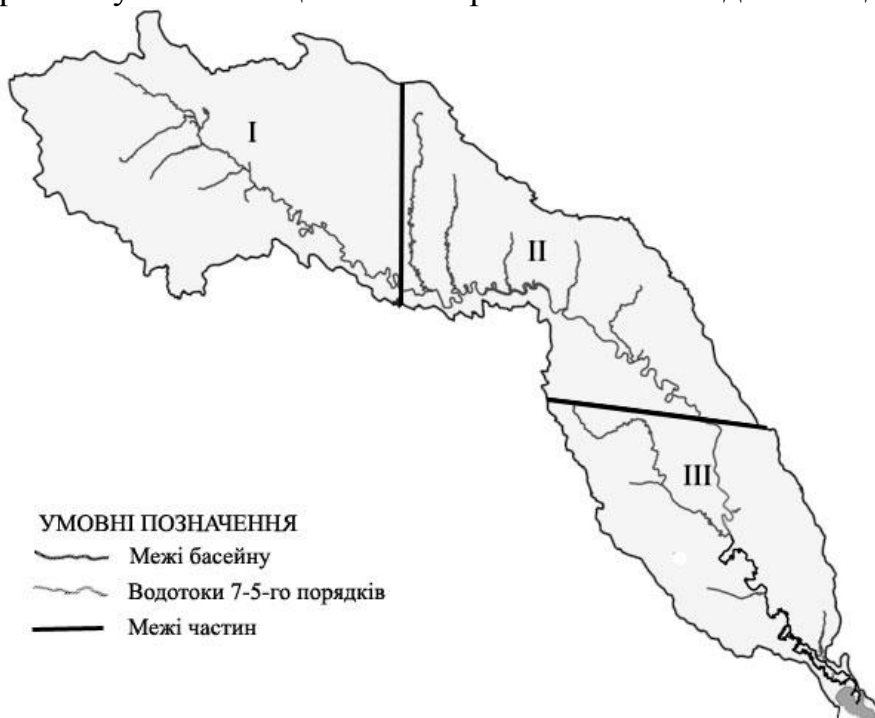 I
II
III
УМОВНІ ПОЗНАЧЕННЯ
Межі басейну
Водотоки 7-5-го порядків
Межі частин